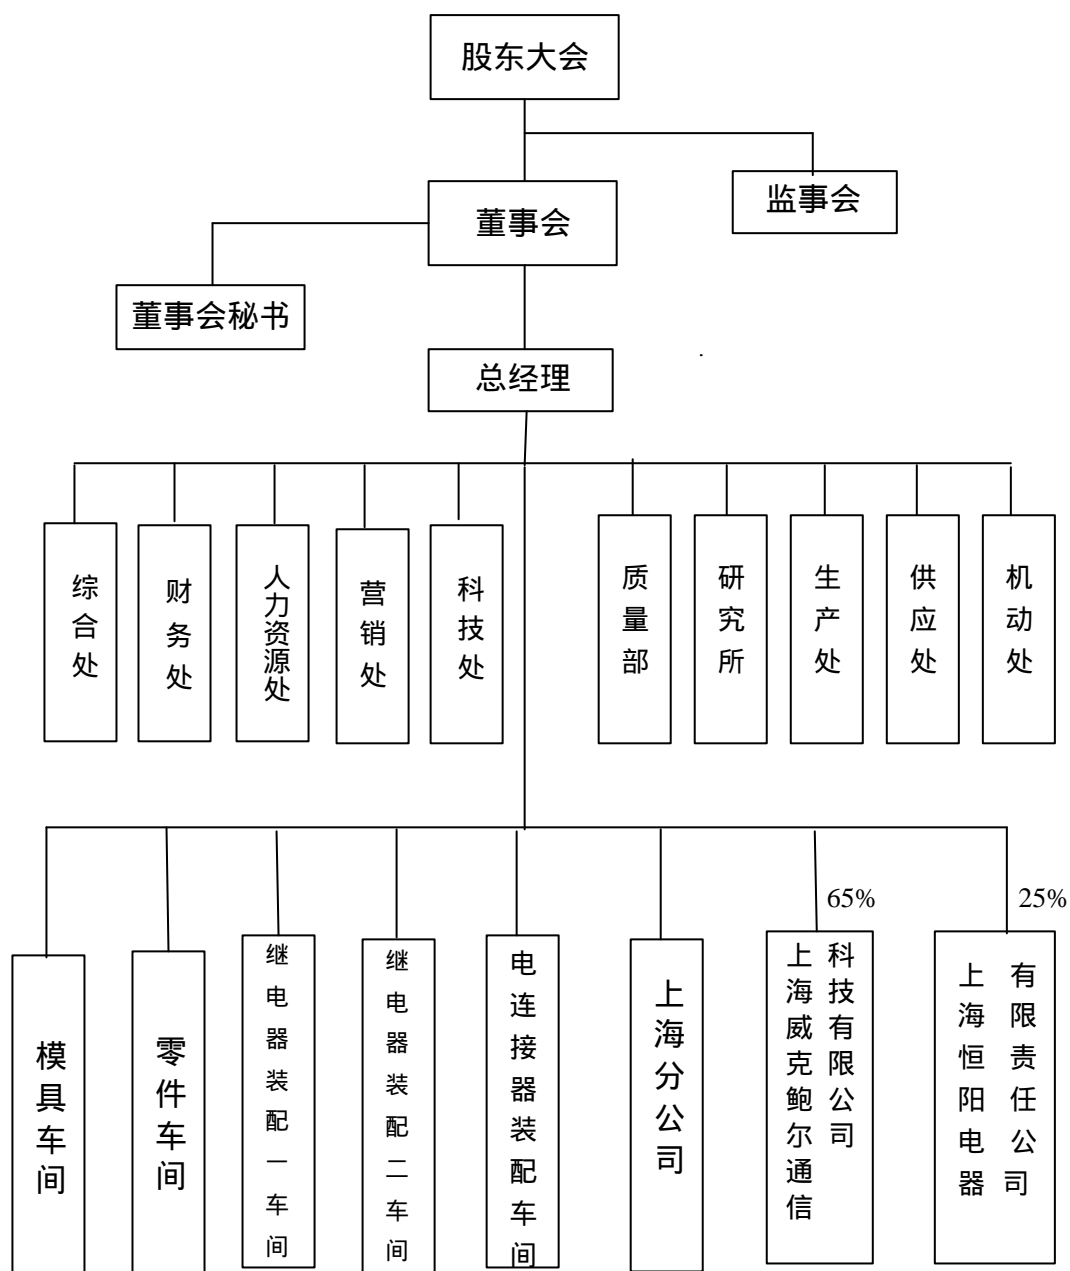 股东大会
监事会
董事会
董事会秘书
总经理
综合处
财务处
人力资源处
营销处
科技处
质量部
研究所
生产处
供应处
机动处
65%
25%
模具车间
零件车间
继电器装配一车间
继电器装配二车间
电连接器装配车间
上海分公司
上海威克鲍尔通信
科技有限公司
上海恒阳电器
有限责任公司